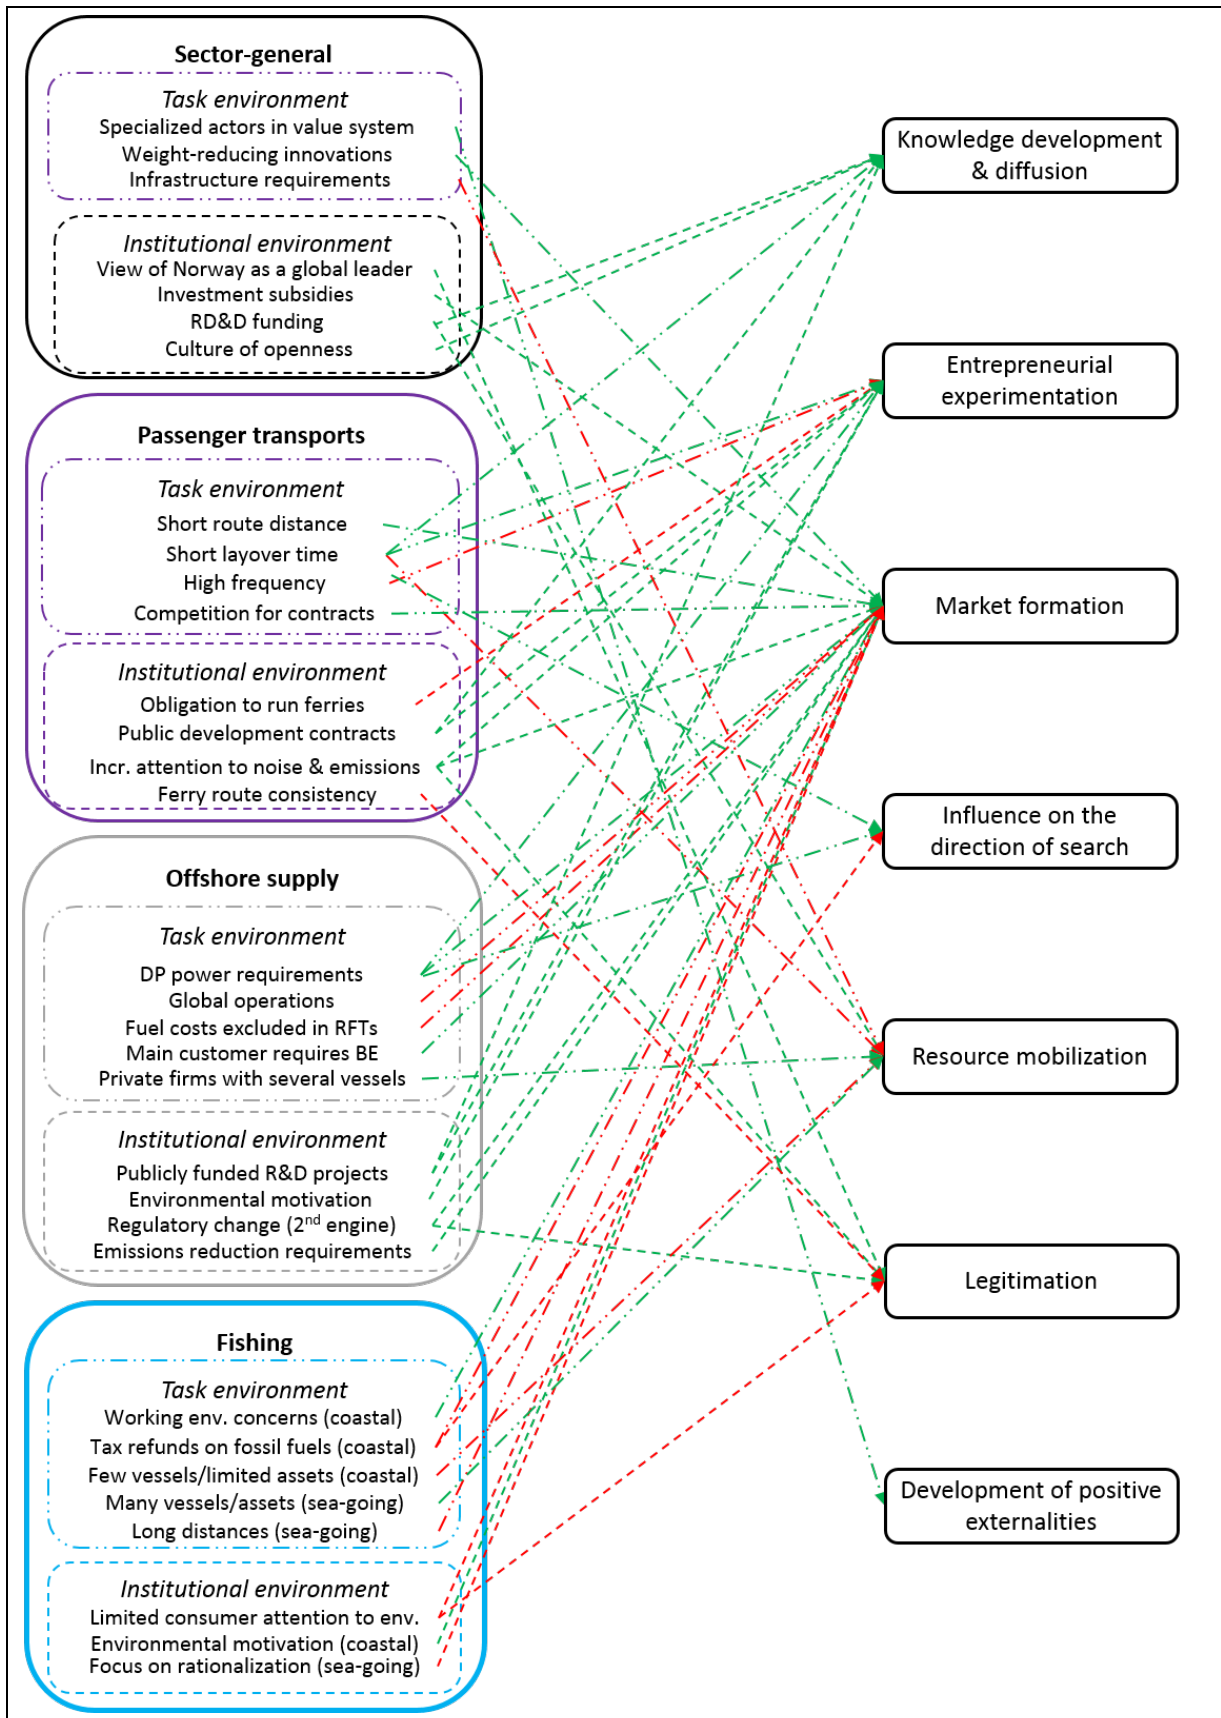 Sector-general
Task environment
Specialized actors in value system
Weight-reducing innovations
Infrastructure requirements
Institutional environment
View of Norway as a global leader
Investment subsidies
RD&D funding
Culture of openness
Passenger transports
Task environment
Short route distance
Short layover time
High frequency
Competition for contracts
Institutional environment
Obligation to run ferries
Public development contracts
Incr. attention to noise & emissions
Ferry route consistency
Offshore supply
Task environment
DP power requirements
Global operations
Fuel costs excluded in RFTs
Main customer requires BE
Private firms with several vessels
Institutional environment
Publicly funded R&D projects
Environmental motivation
Regulatory change (2nd engine)
Emissions reduction requirements
Fishing
Task environment
Working env. concerns (coastal)
Tax refunds on fossil fuels (coastal)
Few vessels/limited assets (coastal)
Many vessels/assets (sea-going)
Long distances (sea-going)
Institutional environment
Limited consumer attention to env.
Environmental motivation (coastal)
Focus on rationalization (sea-going)
Knowledge development
& diffusion
Entrepreneurial
experimentation
Market formation
Influence on the
direction of search
Resource mobilization
Legitimation
Development of positive
externalities